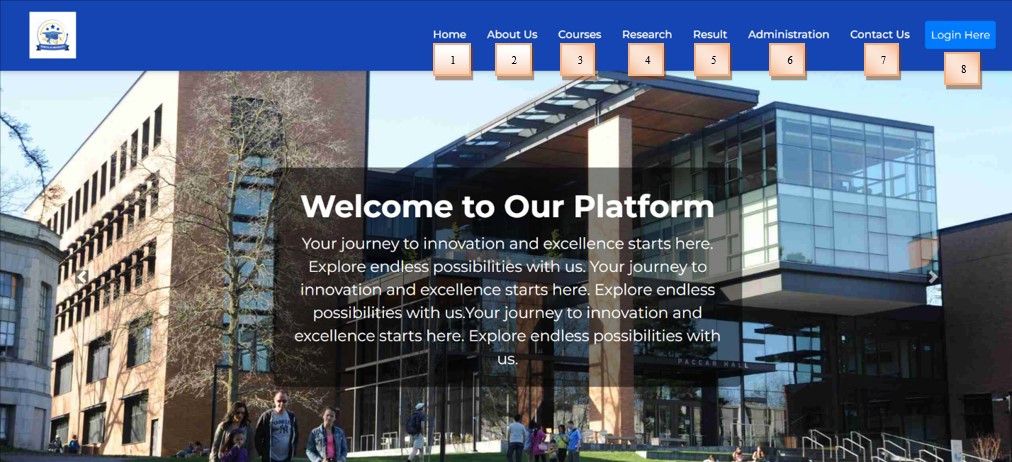 Home About Us Courses Research Result Administration Contact Us Login Here
1 2 3 4 5 6 7 8
Welcome to Our Platform
Your journey to innovation and excellence starts here.
Explore endless possibilities with us. Your journey to
innovation and excellence starts here. Explore endless
possibilities with us.Your journey to innovation and
excellence starts here. Explore endless possibilities with
us.
PACCAR HALL